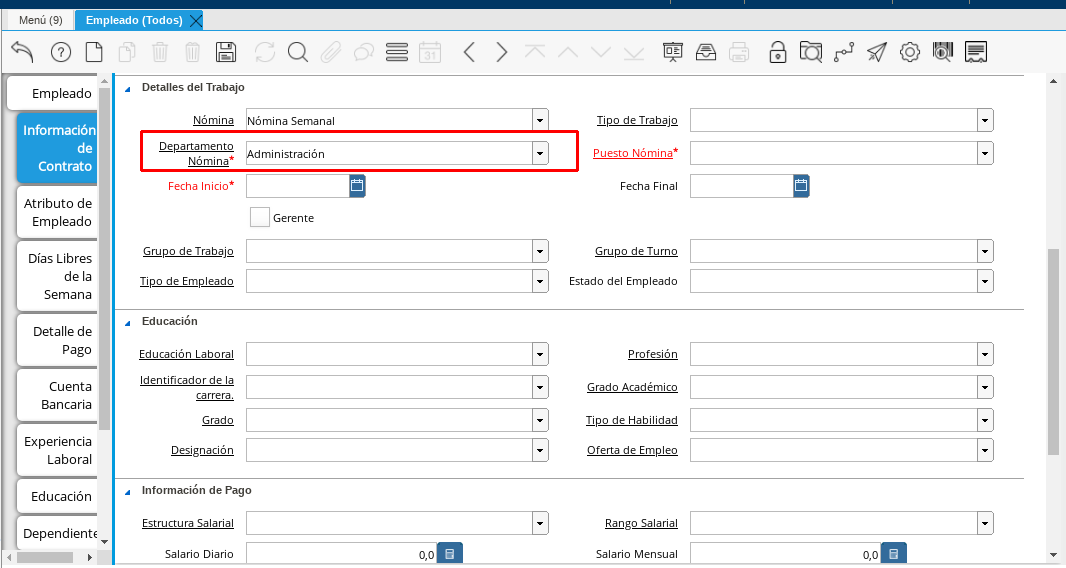 Menú (9)
Empleado (Todos)
31
Empleado
Información de Contrato
Atributo de Empleado
Días Libres de la Semana
Detalle de Pago
Cuenta Bancaria
Experiencia Laboral
Educación
Dependiente
Detalles del Trabajo
Nómina
Nómina Semanal
Tipo de Trabajo
Departamento Nómina*
Administración
Puesto Nómina*
Fecha Inicio*
Fecha Final
Gerente
Grupo de Trabajo
Grupo de Turno
Tipo de Empleado
Estado del Empleado
Educación
Educación Laboral
Profesión
Identificador de la carrera.
Grado Académico
Grado
Tipo de Habilidad
Designación
Oferta de Empleo
Información de Pago
Estructura Salarial
Rango Salarial
Salario Diario
0,0
Salario Mensual
0,0